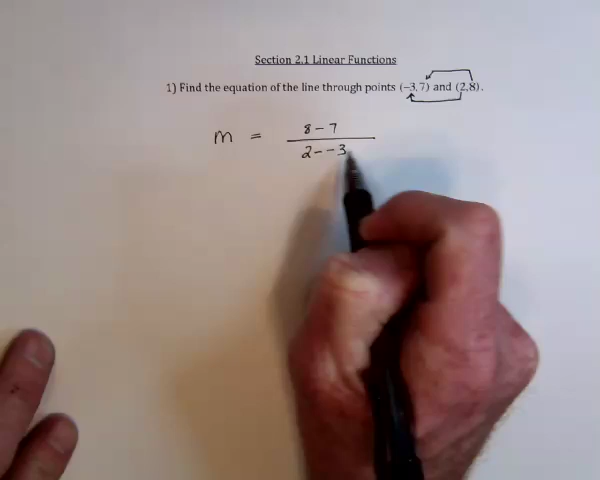 Section 2.1 Linear Functions
1) Find the equation of the line through points (−3,7) and (2,8).
m = 8 - 7
2 - - 3